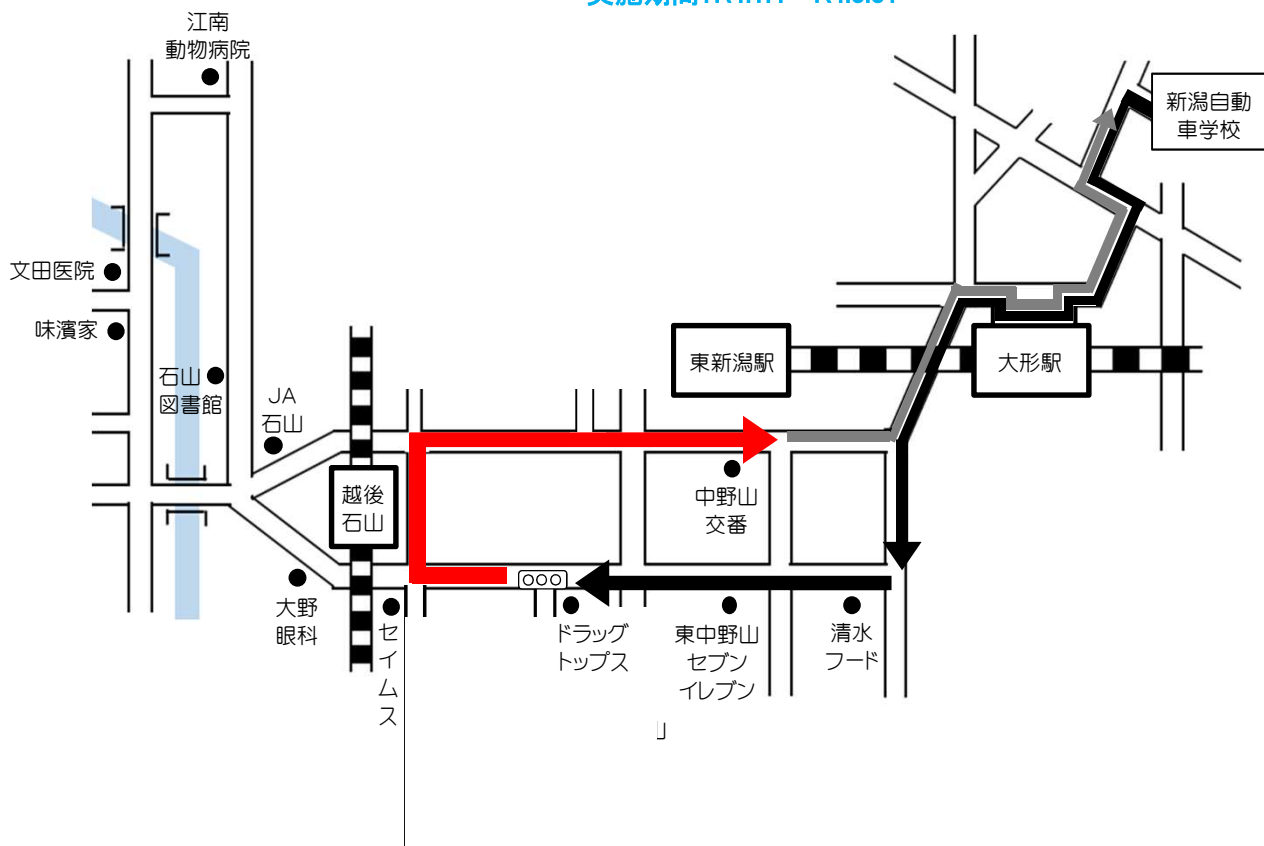 江南
動物病院
新潟自動
車学校
文田医院
味濱家
石山
図書館
JA
石山
東新潟駅
大形駅
越後
石山
中野山
交番
大野
眼科
セイムス
ドラッグ
トップス
東中野山
セブン
イレブン
清水
フード